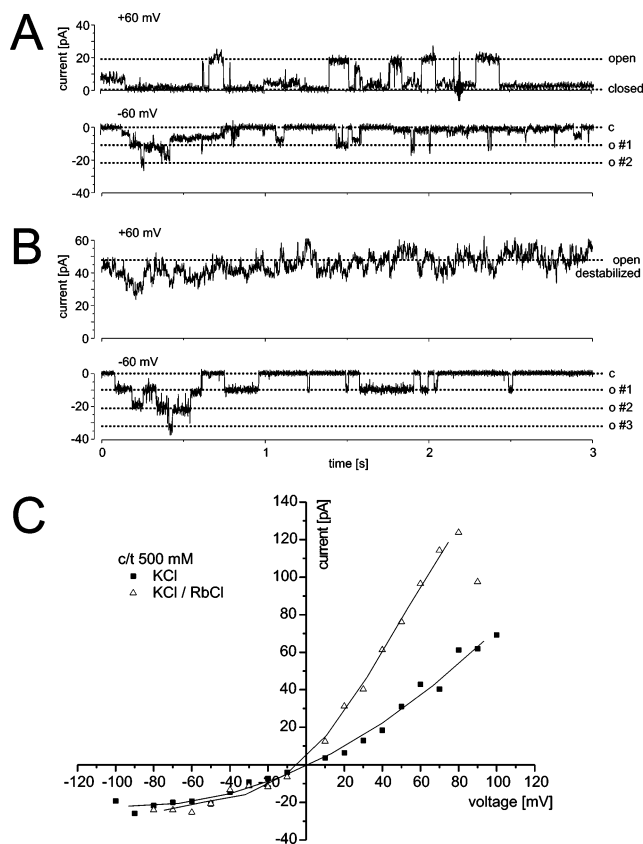 A
+60 mV
current [pA]
40
20
0
open
closed
-60 mV
0
-20
-40
c
o #1
o #2
B
+60 mV
current [pA]
60
40
20
0
open
destabilized
-60 mV
0
-20
-40
c
o #1
o #2
o #3
0 1 2 3
time [s]
C
c/t 500 mM
KCl
KCl / RbCl
current [pA]
140
120
100
80
60
40
20
-20
-40
-120 -100 -80 -60 -40 -20 20 40 60 80 100 120
voltage [mV]